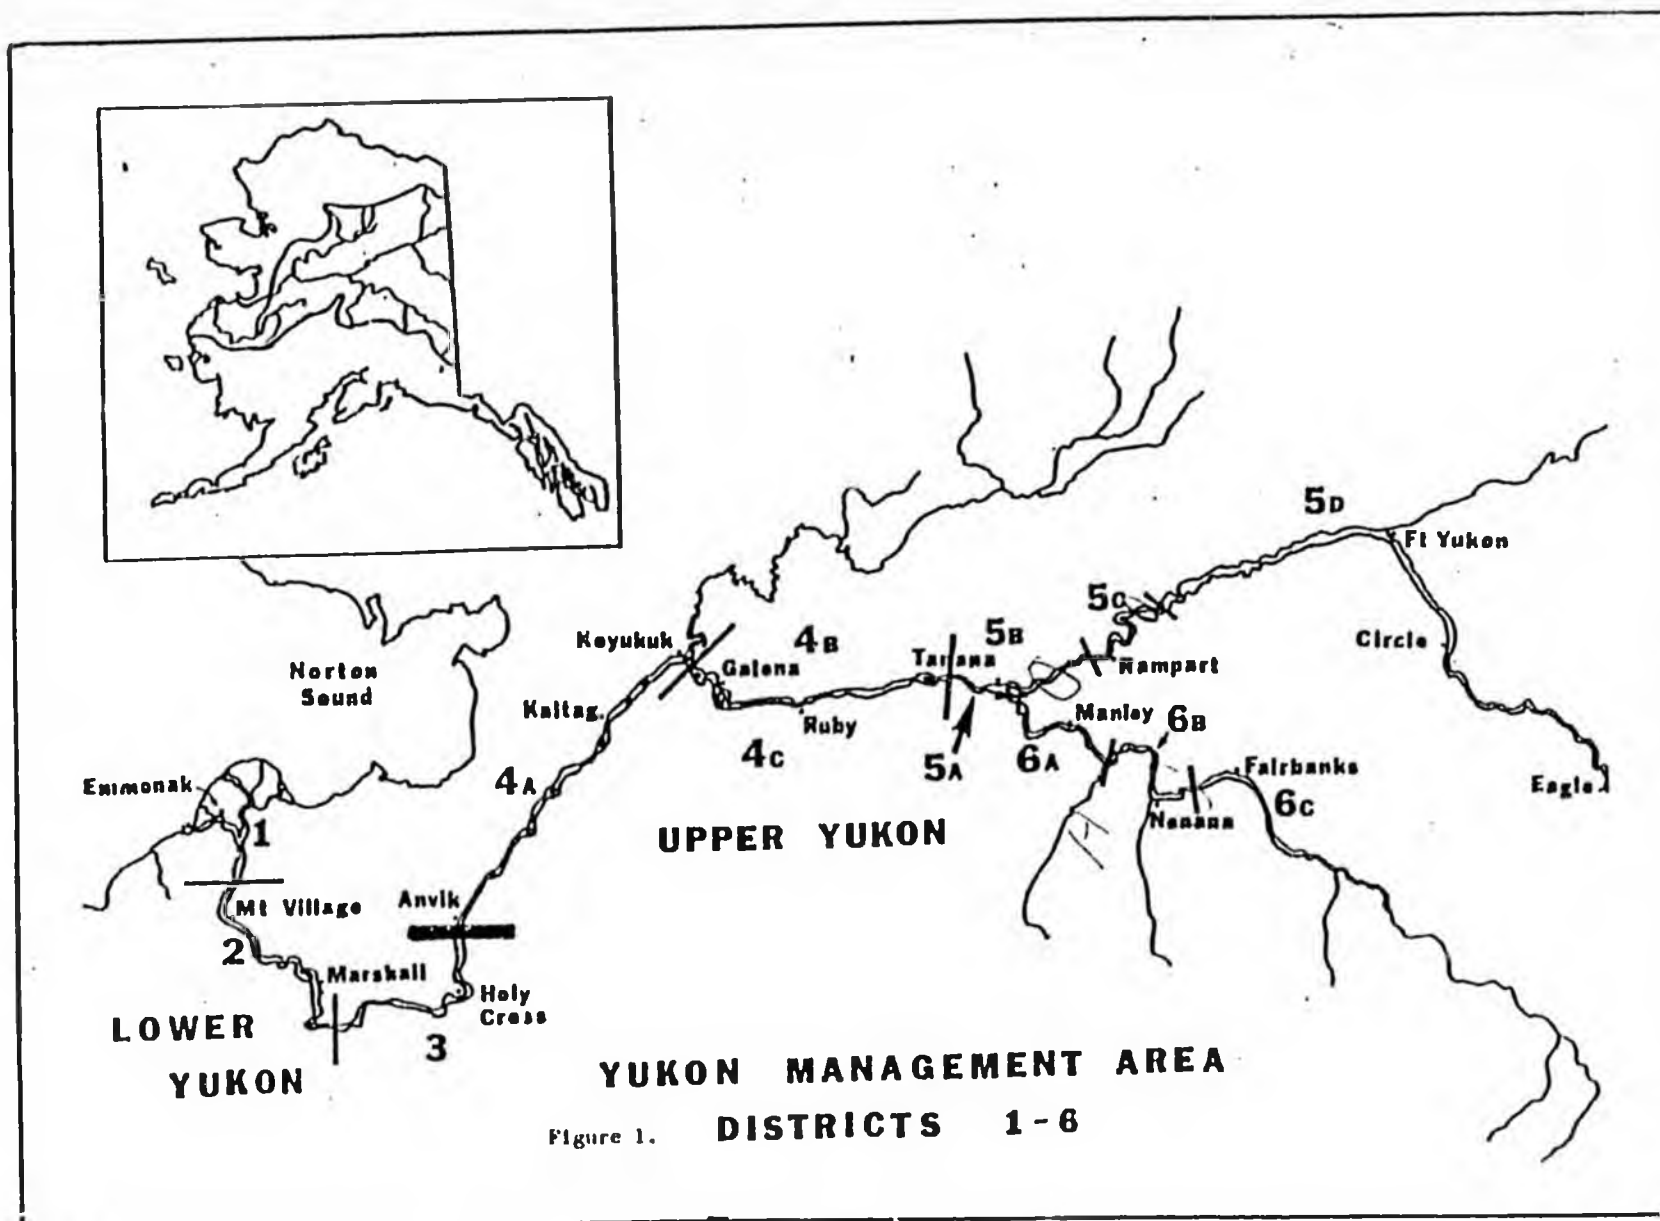 5D
Ft Yukon
5C
Koyukuk
4B
5B
Circle
Norton
Sound
Galena
Tanana
Rampart
Kaltag
Ruby
Manley
6B
4C
5A
6A
Fairbanks
Emmonak
4A
6C
Eagle
1
UPPER YUKON
Nenana
Mt Village
Anvik
2
Marshall
Holy
Cross
LOWER
YUKON
3
YUKON MANAGEMENT AREA
Figure 1. DISTRICTS 1-6